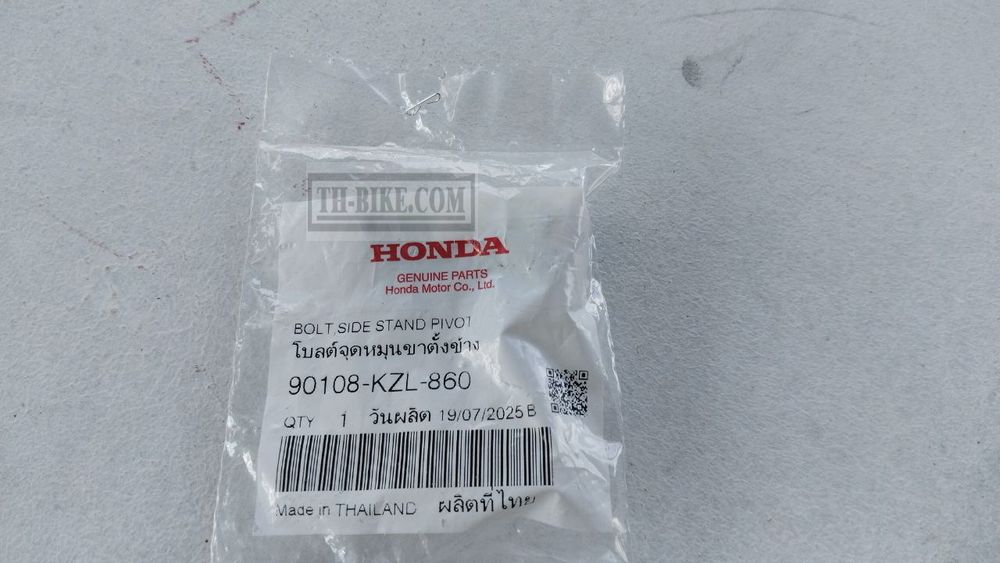 TH-BIKE.COM
HONDA
GENUINE PARTS
Honda Motor Co., Ltd.
BOLT,SIDE STAND PIVOT
โบลต์จุดหมุนขาตั้งข้าง
90108-KZL-860
QTY 1 วันผลิต 19/07/2025 B
Made in THAILAND ผลิตที่ไทย